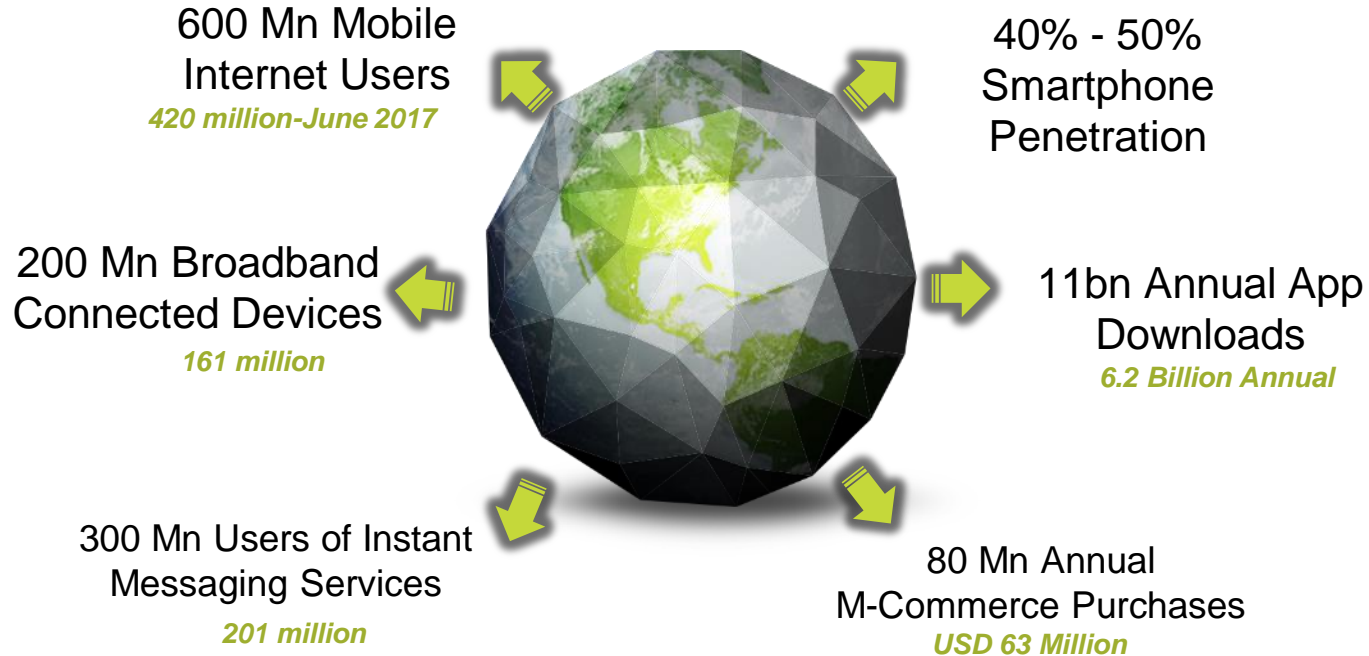 600 Mn Mobile
Internet Users
420 million-June 2017
40% - 50%
Smartphone
Penetration
200 Mn Broadband
Connected Devices
161 million
11bn Annual App
Downloads
6.2 Billion Annual
300 Mn Users of Instant
Messaging Services
201 million
80 Mn Annual
M-Commerce Purchases
USD 63 Million